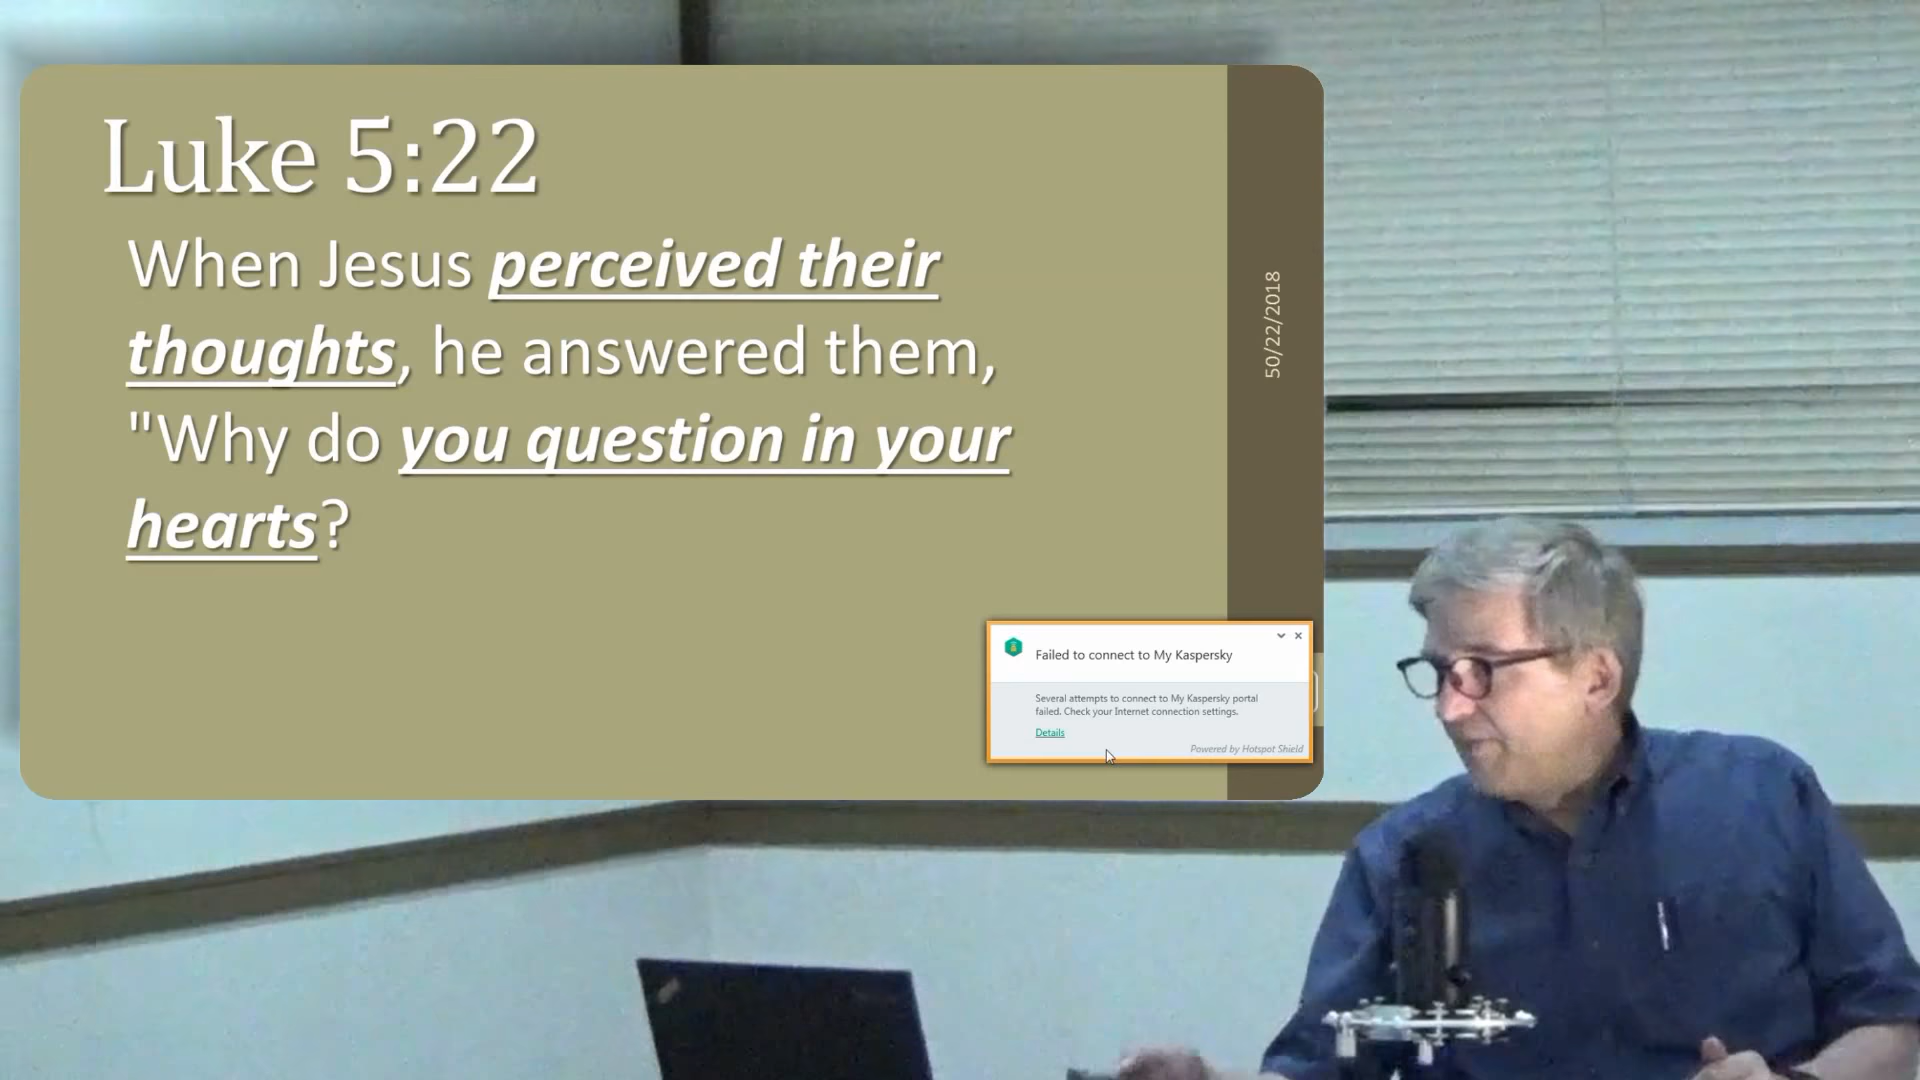 Luke 5:22
When Jesus perceived their
thoughts, he answered them,
"Why do you question in your
hearts?
50/22/2018
Failed to connect to My Kaspersky
Several attempts to connect to My Kaspersky portal
failed. Check your Internet connection settings.
Details
Powered by Hotspot Shield